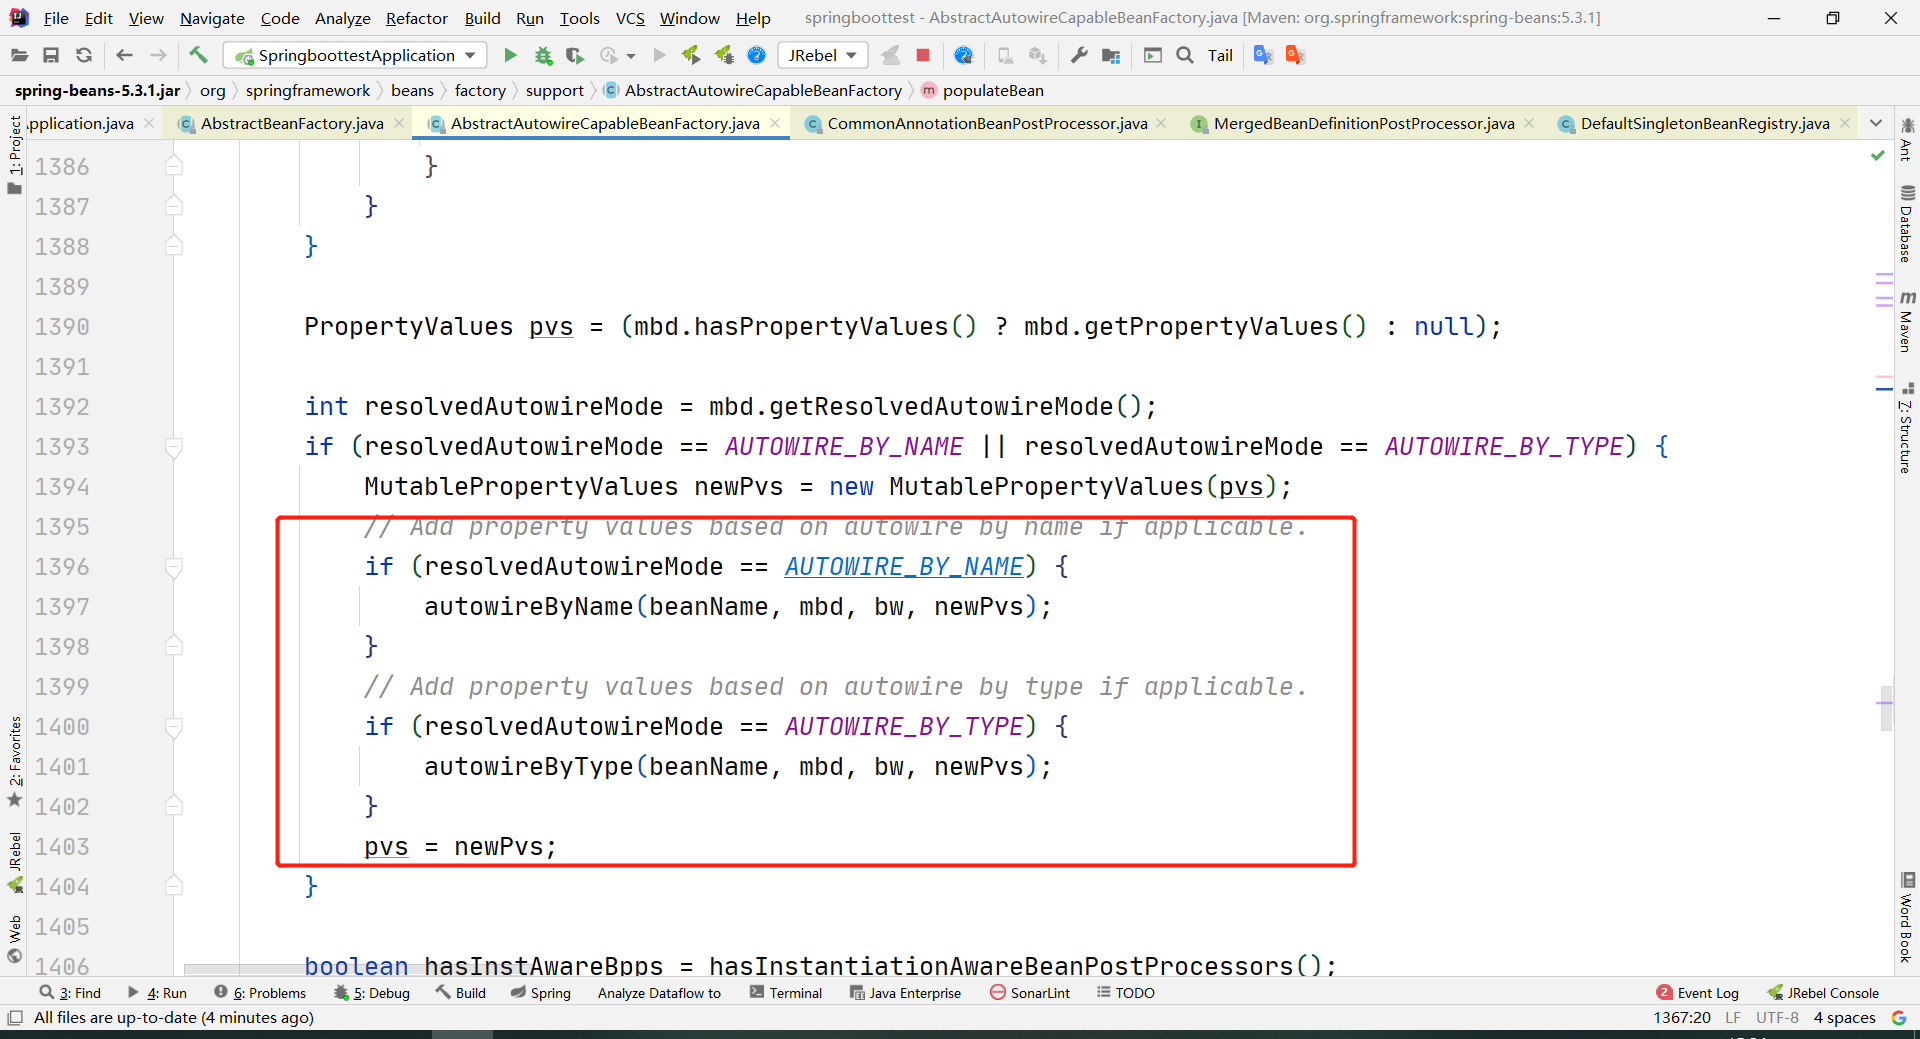 File Edit View Navigate Code Analyze Refactor Build Run Tools VCS Window Help springboottest - AbstractAutowireCapableBeanFactory.java [Maven: org.springframework:spring-beans:5.3.1]
SpringboottestApplication JRebel Tail
spring-beans-5.3.1.jar org springframework beans factory support AbstractAutowireCapableBeanFactory populateBean
pplication.java AbstractBeanFactory.java AbstractAutowireCapableBeanFactory.java CommonAnnotationBeanPostProcessor.java MergedBeanDefinitionPostProcessor.java DefaultSingletonBeanRegistry.java
1: Project
2: Favorites
JRebel
Web
1386 }
1387 }
1388 }
1389
1390 PropertyValues pvs = (mbd.hasPropertyValues() ? mbd.getPropertyValues() : null);
1391
1392 int resolvedAutowireMode = mbd.getResolvedAutowireMode();
1393 if (resolvedAutowireMode == AUTOWIRE_BY_NAME || resolvedAutowireMode == AUTOWIRE_BY_TYPE) {
1394 MutablePropertyValues newPvs = new MutablePropertyValues(pvs);
1395 // Add property values based on autowire by name if applicable.
1396 if (resolvedAutowireMode == AUTOWIRE_BY_NAME) {
1397 autowireByName(beanName, mbd, bw, newPvs);
1398 }
1399 // Add property values based on autowire by type if applicable.
1400 if (resolvedAutowireMode == AUTOWIRE_BY_TYPE) {
1401 autowireByType(beanName, mbd, bw, newPvs);
1402 }
1403 pvs = newPvs;
1404 }
1405
1406 boolean hasInstAwareBpps = hasInstantiationAwareBeanPostProcessors();
Ant
Database
Maven
7: Structure
Word Book
3: Find 4: Run 6: Problems 5: Debug Build Spring Analyze Dataflow to Terminal Java Enterprise SonarLint TODO 2 Event Log JRebel Console
All files are up-to-date (4 minutes ago) 1367:20 LF UTF-8 4 spaces